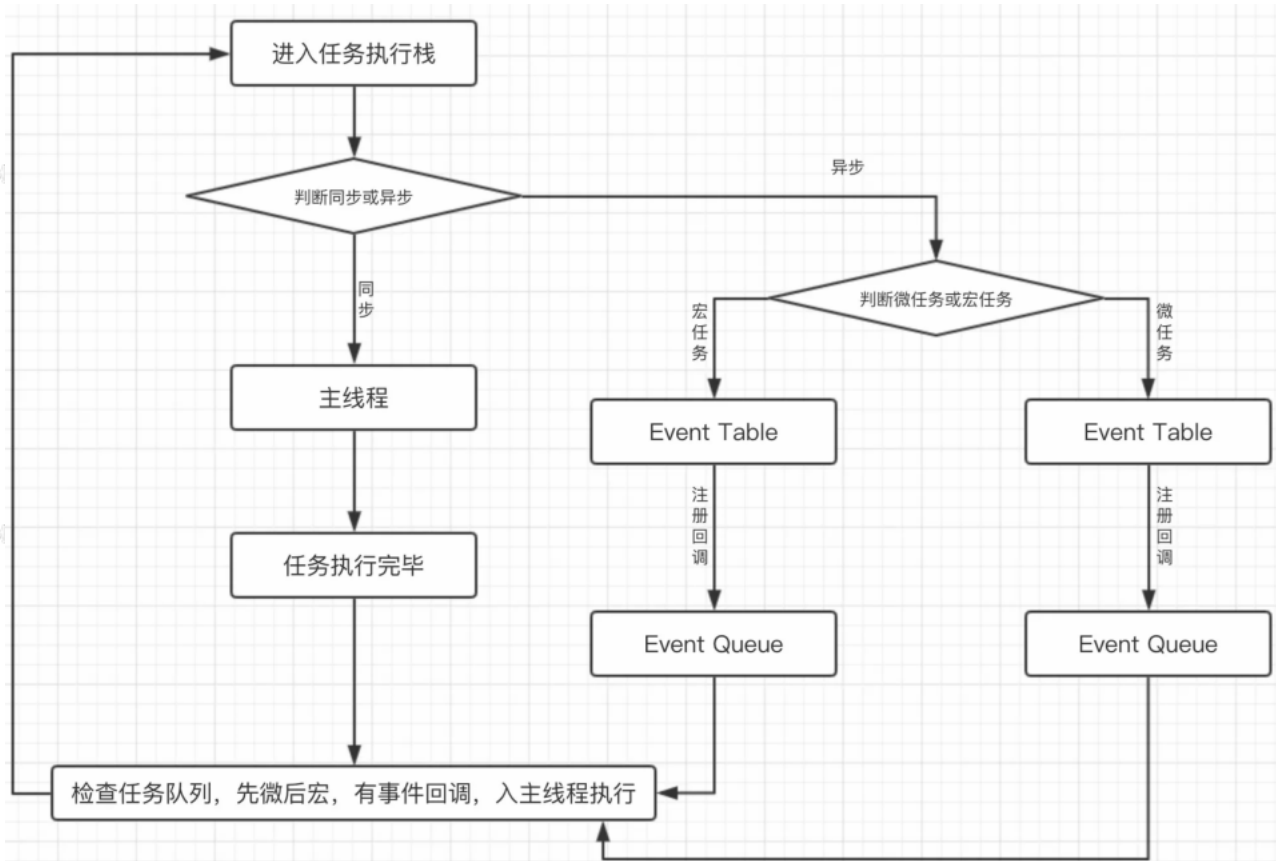 进入任务执行栈
异步
判断同步或异步
同步
判断微任务或宏任务
宏任务
微任务
主线程
Event Table
Event Table
注册回调
注册回调
任务执行完毕
Event Queue
Event Queue
检查任务队列，先微后宏，有事件回调，入主线程执行